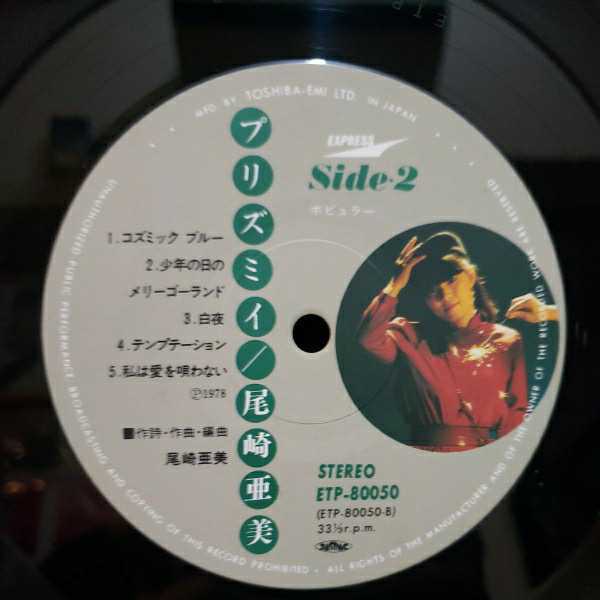 MFD. BY TOSHIBA-EMI LTD. IN JAPAN
プリズミィ／尾崎亜美
EXPRESS
Side-2
ポピュラー
1.コズミック ブルー
2.少年の日の
メリーゴーランド
3.白夜
4.テンプテーション
5.私は愛を唄わない
Ⓟ1978
■作詩・作曲・編曲
尾崎亜美
STEREO
ETP-80050
(ETP-80050-B)
33⅓r.p.m.
UNAUTHORIZED PUBLIC PERFORMANCE, BROADCASTING AND COPYING OF THIS RECORD PROHIBITED • ALL RIGHTS OF THE MANUFACTURER AND OF THE OWNER OF THE RECORDED WORK ARE RESERVED